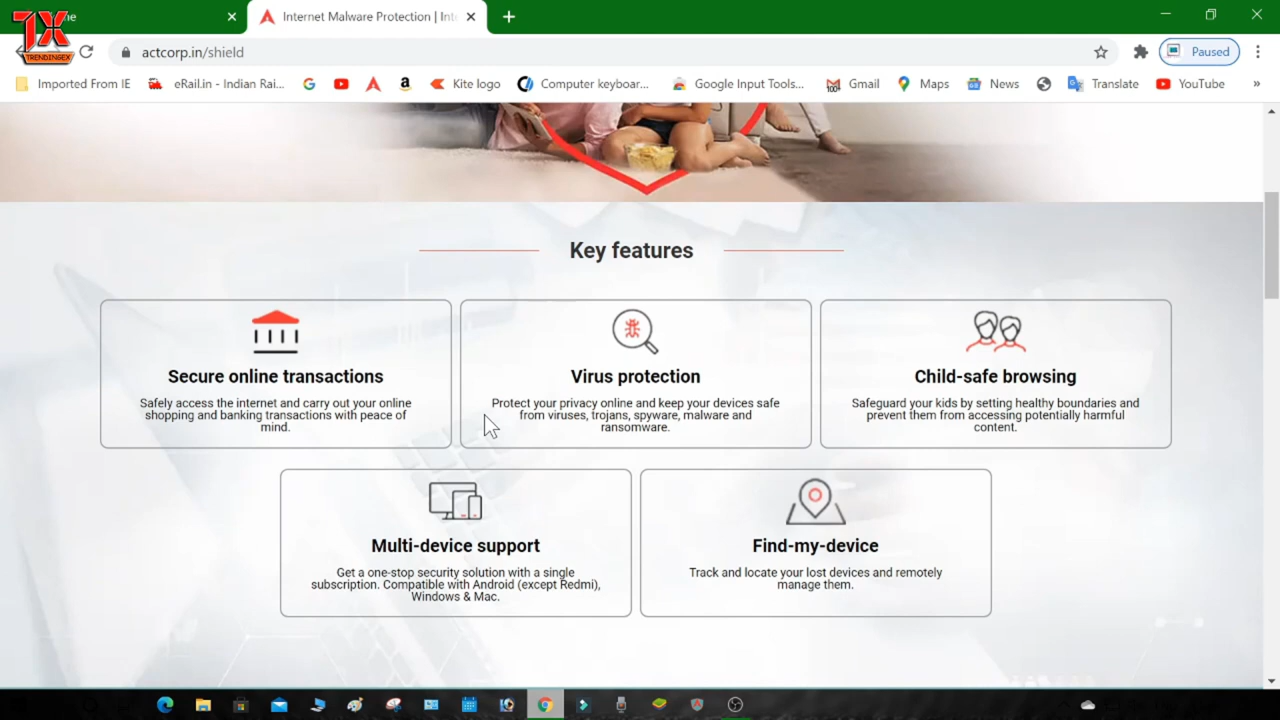 Internet Malware Protection | Int
TX
TRENDINGEX
actcorp.in/shield
Paused
Imported From IE
eRail.in - Indian Rai...
G
a
Kite logo
Computer keyboar...
Google Input Tools...
100
Gmail
Maps
News
Translate
YouTube
»
Key features
Secure online transactions
Safely access the internet and carry out your online
shopping and banking transactions with peace of
mind.
Virus protection
Protect your privacy online and keep your devices safe
from viruses, trojans, spyware, malware and
ransomware.
Child-safe browsing
Safeguard your kids by setting healthy boundaries and
prevent them from accessing potentially harmful
content.
Multi-device support
Get a one-stop security solution with a single
subscription. Compatible with Android (except Redmi),
Windows & Mac.
Find-my-device
Track and locate your lost devices and remotely
manage them.